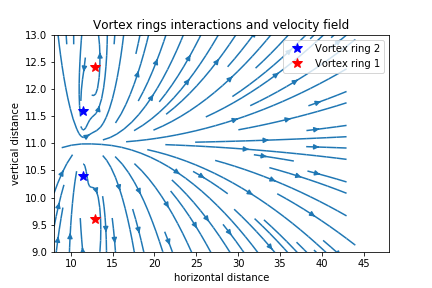 Vortex rings interactions and velocity field
Vortex ring 2
Vortex ring 1
vertical distance
13.0
12.5
12.0
11.5
11.0
10.5
10.0
9.5
9.0
10 15 20 25 30 35 40 45
horizontal distance